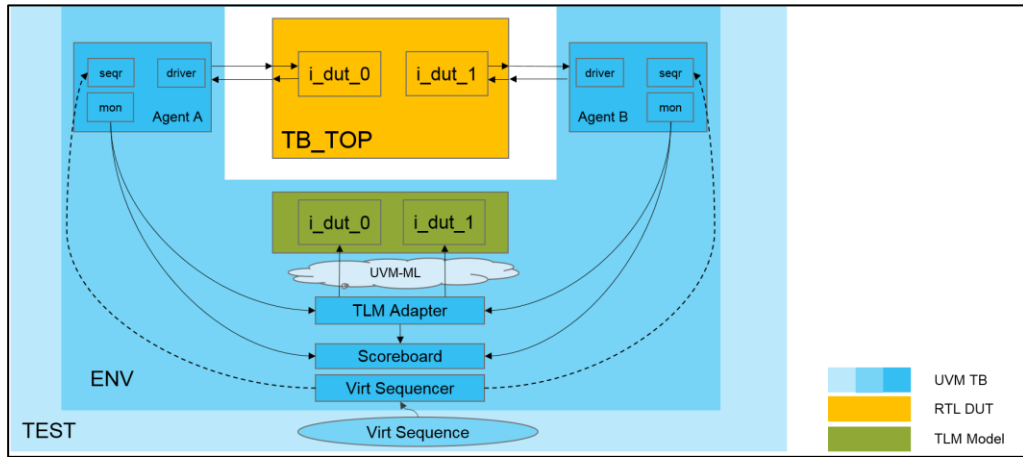 seqr
driver
mon
Agent A
i_dut_0
i_dut_1
TB_TOP
driver
seqr
mon
Agent B
i_dut_0
i_dut_1
UVM-ML
TLM Adapter
Scoreboard
ENV
Virt Sequencer
TEST
Virt Sequence
UVM TB
RTL DUT
TLM Model